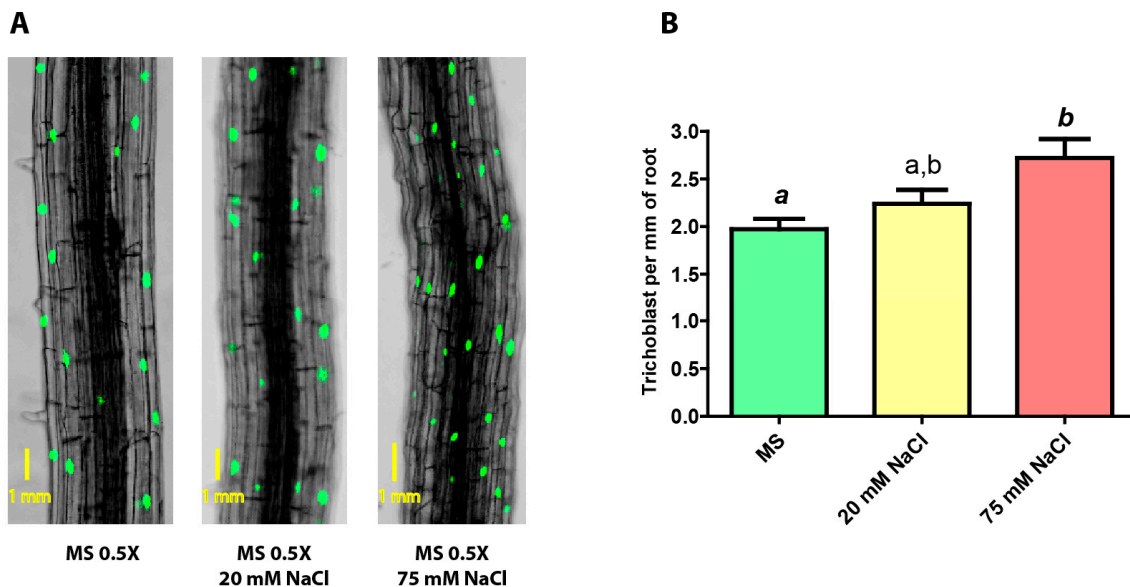 A
1 mm
1 mm
1 mm
MS 0.5X
MS 0.5X
20 mM NaCl
MS 0.5X
75 mM NaCl
B
Trichoblast per mm of root
3.0
2.5
2.0
1.5
1.0
0.5
0.0
a
a,b
b
MS
20 mM NaCl
75 mM NaCl